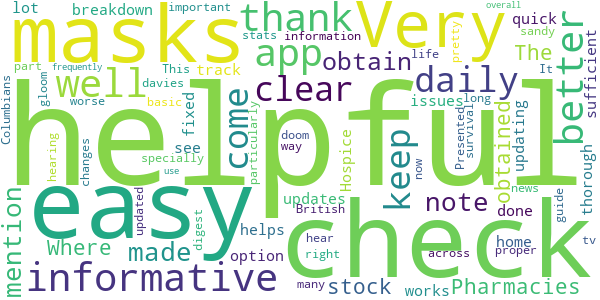 lot breakdown important thank quick overall
masks Very
stats information life pretty sandy
part frequently app obtain The better sufficient
This track
gloom davies well clear daily
worse basic fixed come issues long It
Columbians hearing specially see particularly doom way Hospice keep Presented survival updating obtained thorough
helpful
changes updated use British now
mention easy updates note done news guide
Where digest helps hear home tv
made option right across proper
informative many stock works Pharmacies
check